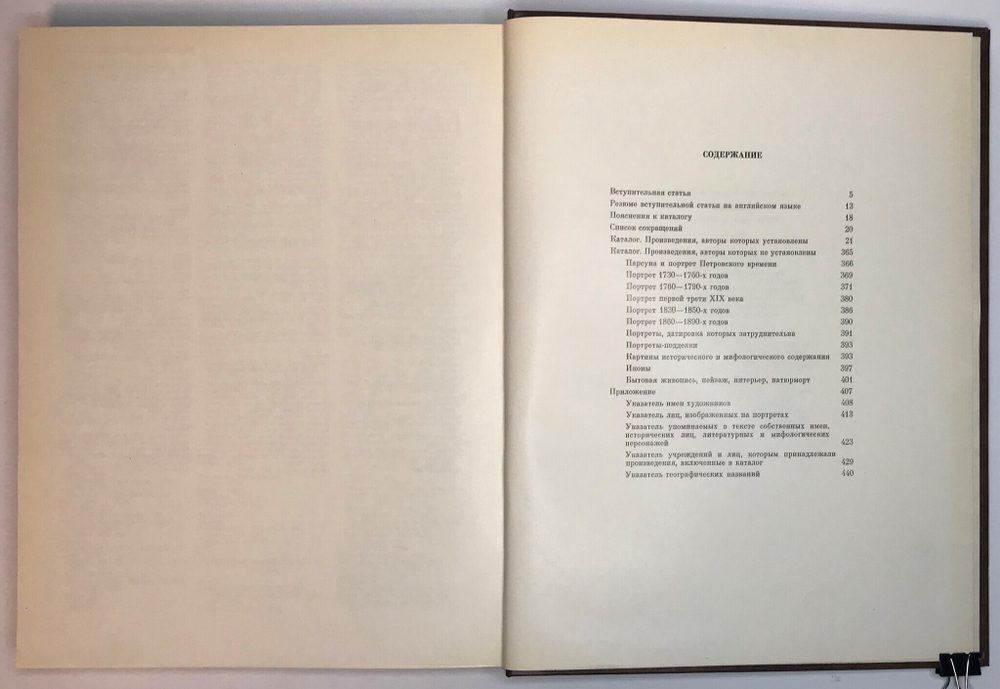 СОДЕРЖАНИЕ
Вступительная статья 5
Резюме вступительной статьи на английском языке 13
Пояснения к каталогу 18
Список сокращений 20
Каталог. Произведения, авторы которых установлены 21
Каталог. Произведения, авторы которых не установлены 365
Парсуна и портрет Петровского времени 366
Портрет 1730—1760-х годов 369
Портрет 1760—1790-х годов 371
Портрет первой трети XIX века 380
Портрет 1830—1850-х годов 386
Портрет 1860—1890-х годов 390
Портреты, датировка которых затруднительна 391
Портреты-подделки 393
Картины исторического и мифологического содержания 393
Иконы 397
Бытовая живопись, пейзаж, интерьер, натюрморт 401
Приложение 407
Указатель имен художников 408
Указатель лиц, изображенных на портретах 413
Указатель упоминаемых в тексте собственных имен,
исторических лиц, литературных и мифологических
персонажей 423
Указатель учреждений и лиц, которым принадлежали
произведения, включенные в каталог 429
Указатель географических названий 440